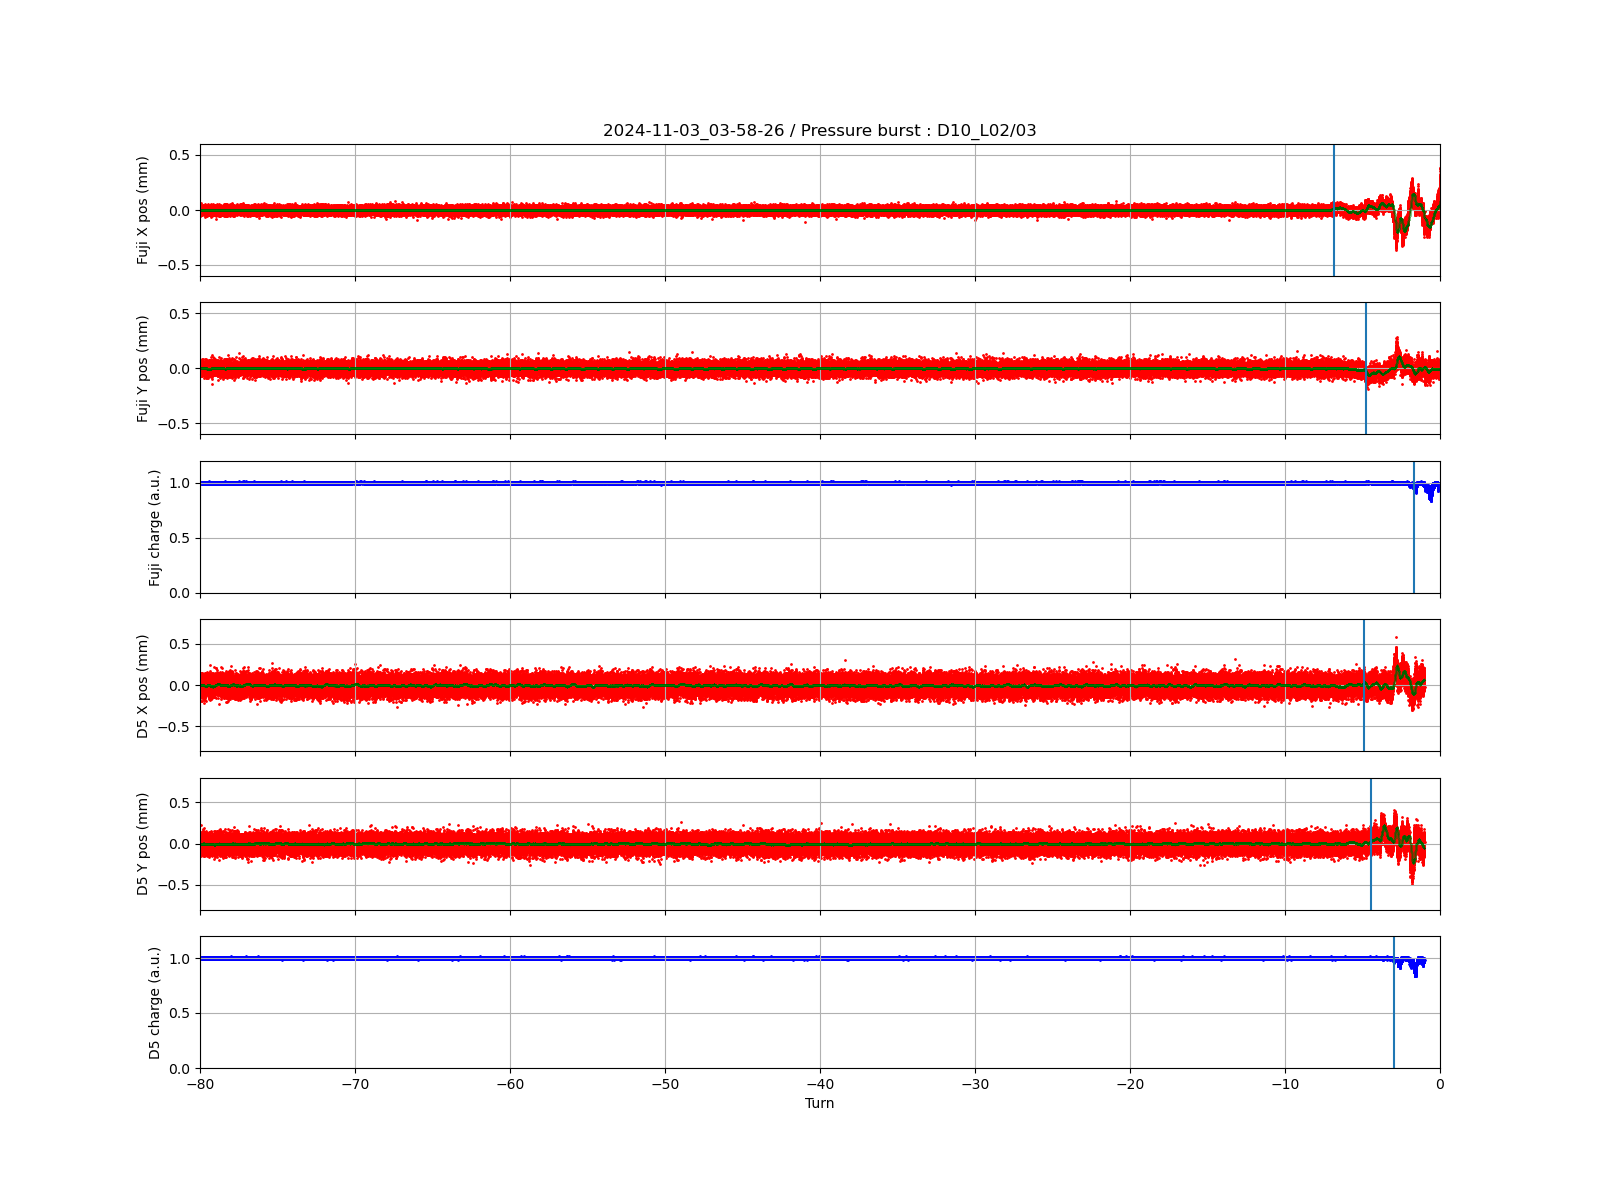 2024-11-03_03-58-26 / Pressure burst : D10_L02/03
Fuji X pos (mm)
0.5
0.0
−0.5
Fuji Y pos (mm)
0.5
0.0
−0.5
Fuji charge (a.u.)
1.0
0.5
0.0
D5 X pos (mm)
0.5
0.0
−0.5
D5 Y pos (mm)
0.5
0.0
−0.5
D5 charge (a.u.)
1.0
0.5
0.0
−80 −70 −60 −50 −40 −30 −20 −10 0
Turn